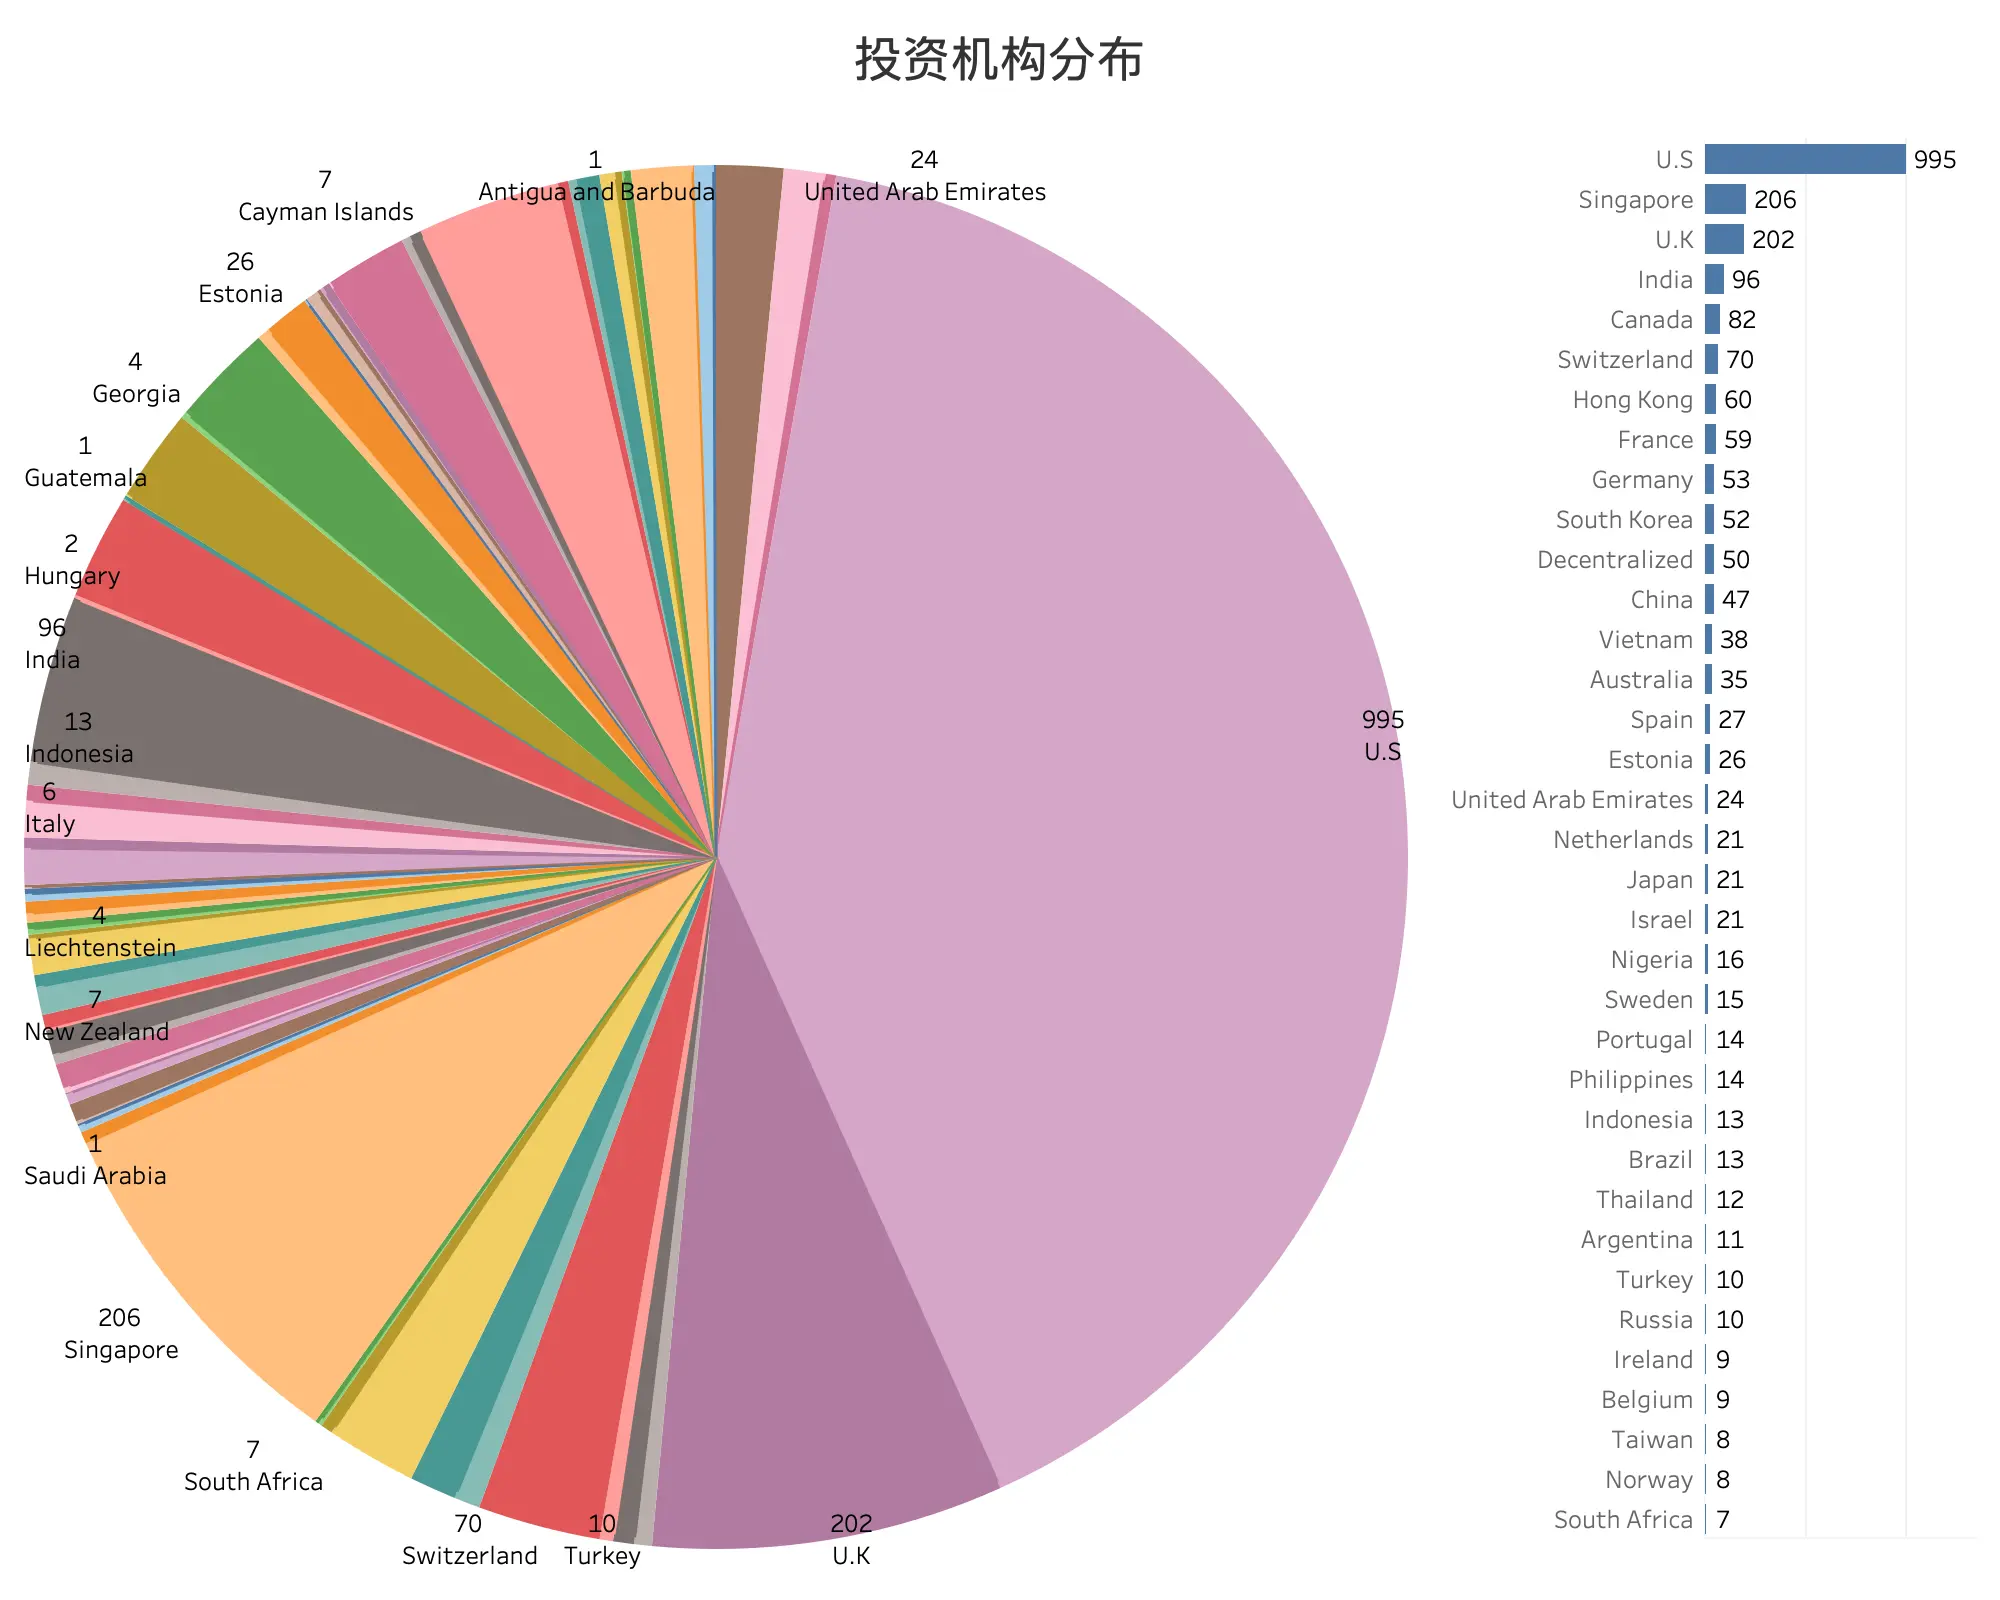 投资机构分布
1
Antigua and Barbuda
24
United Arab Emirates
7
Cayman Islands
26
Estonia
4
Georgia
1
Guatemala
2
Hungary
96
India
13
Indonesia
6
Italy
4
Liechtenstein
7
New Zealand
1
Saudi Arabia
206
Singapore
7
South Africa
70
Switzerland
10
Turkey
202
U.K
995
U.S
U.S 995
Singapore 206
U.K 202
India 96
Canada 82
Switzerland 70
Hong Kong 60
France 59
Germany 53
South Korea 52
Decentralized 50
China 47
Vietnam 38
Australia 35
Spain 27
Estonia 26
United Arab Emirates 24
Netherlands 21
Japan 21
Israel 21
Nigeria 16
Sweden 15
Portugal 14
Philippines 14
Indonesia 13
Brazil 13
Thailand 12
Argentina 11
Turkey 10
Russia 10
Ireland 9
Belgium 9
Taiwan 8
Norway 8
South Africa 7